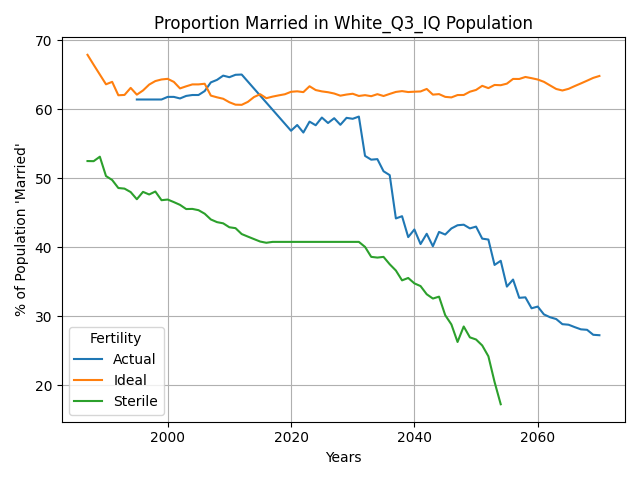 Proportion Married in White_Q3_IQ Population
% of Population 'Married'
70
60
50
40
30
20
Fertility
Actual
Ideal
Sterile
2000
2020
2040
2060
Years